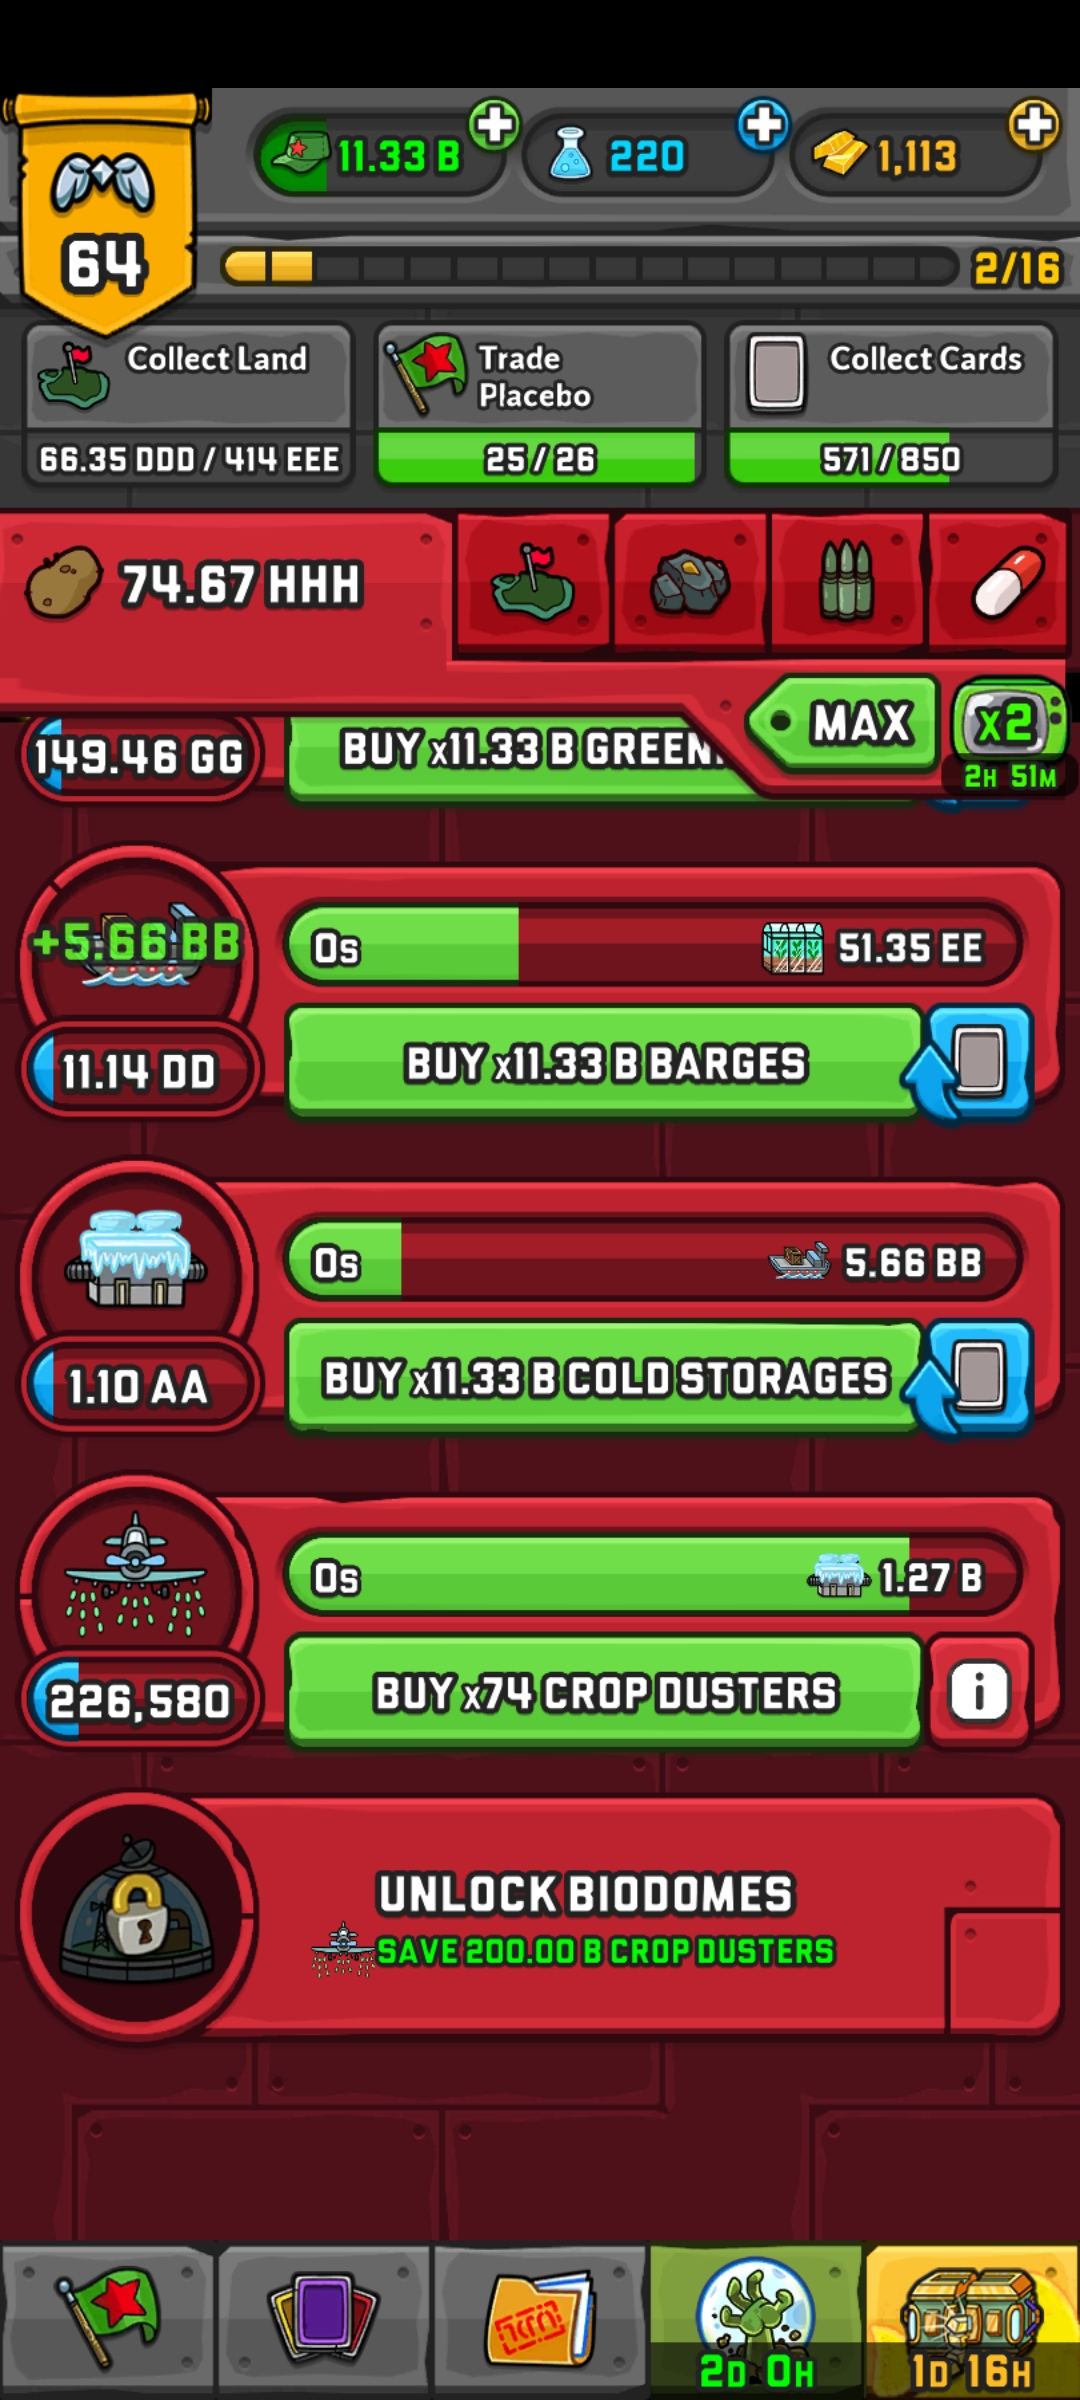 11.33 B
220
1,113
64
2/16
Collect Land
66.35 DDD / 414 EEE
Trade
Placebo
25 / 26
Collect Cards
571 / 850
74.67 HHH
MAX
x2
2H 51M
149.46 GG
BUY x11.33 B GREEN
+5.66 BB
0s
51.35 EE
11.14 DD
BUY x11.33 B BARGES
0s
5.66 BB
1.10 AA
BUY x11.33 B COLD STORAGES
0s
1.27 B
226,580
BUY x74 CROP DUSTERS
i
UNLOCK BIODOMES
SAVE 200.00 B CROP DUSTERS
2D 0H
1D 16H